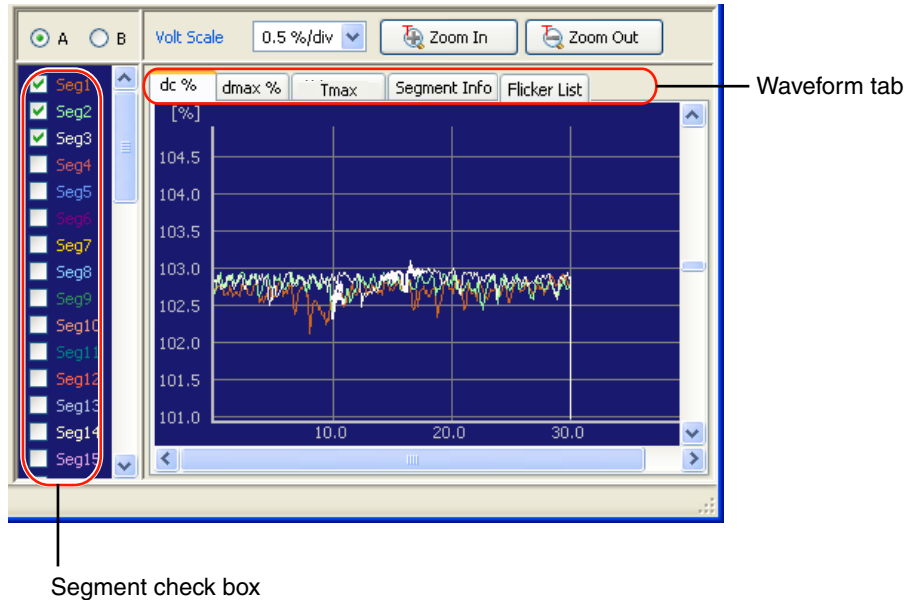 A B Volt Scale 0.5 %/div Zoom In Zoom Out
dc % dmax % Tmax Segment Info Flicker List
Waveform tab
Seg1
Seg2
Seg3
Seg4
Seg5
Seg6
Seg7
Seg8
Seg9
Seg10
Seg11
Seg12
Seg13
Seg14
Seg15
[%]
104.5
104.0
103.5
103.0
102.5
102.0
101.5
101.0
10.0 20.0 30.0
Segment check box